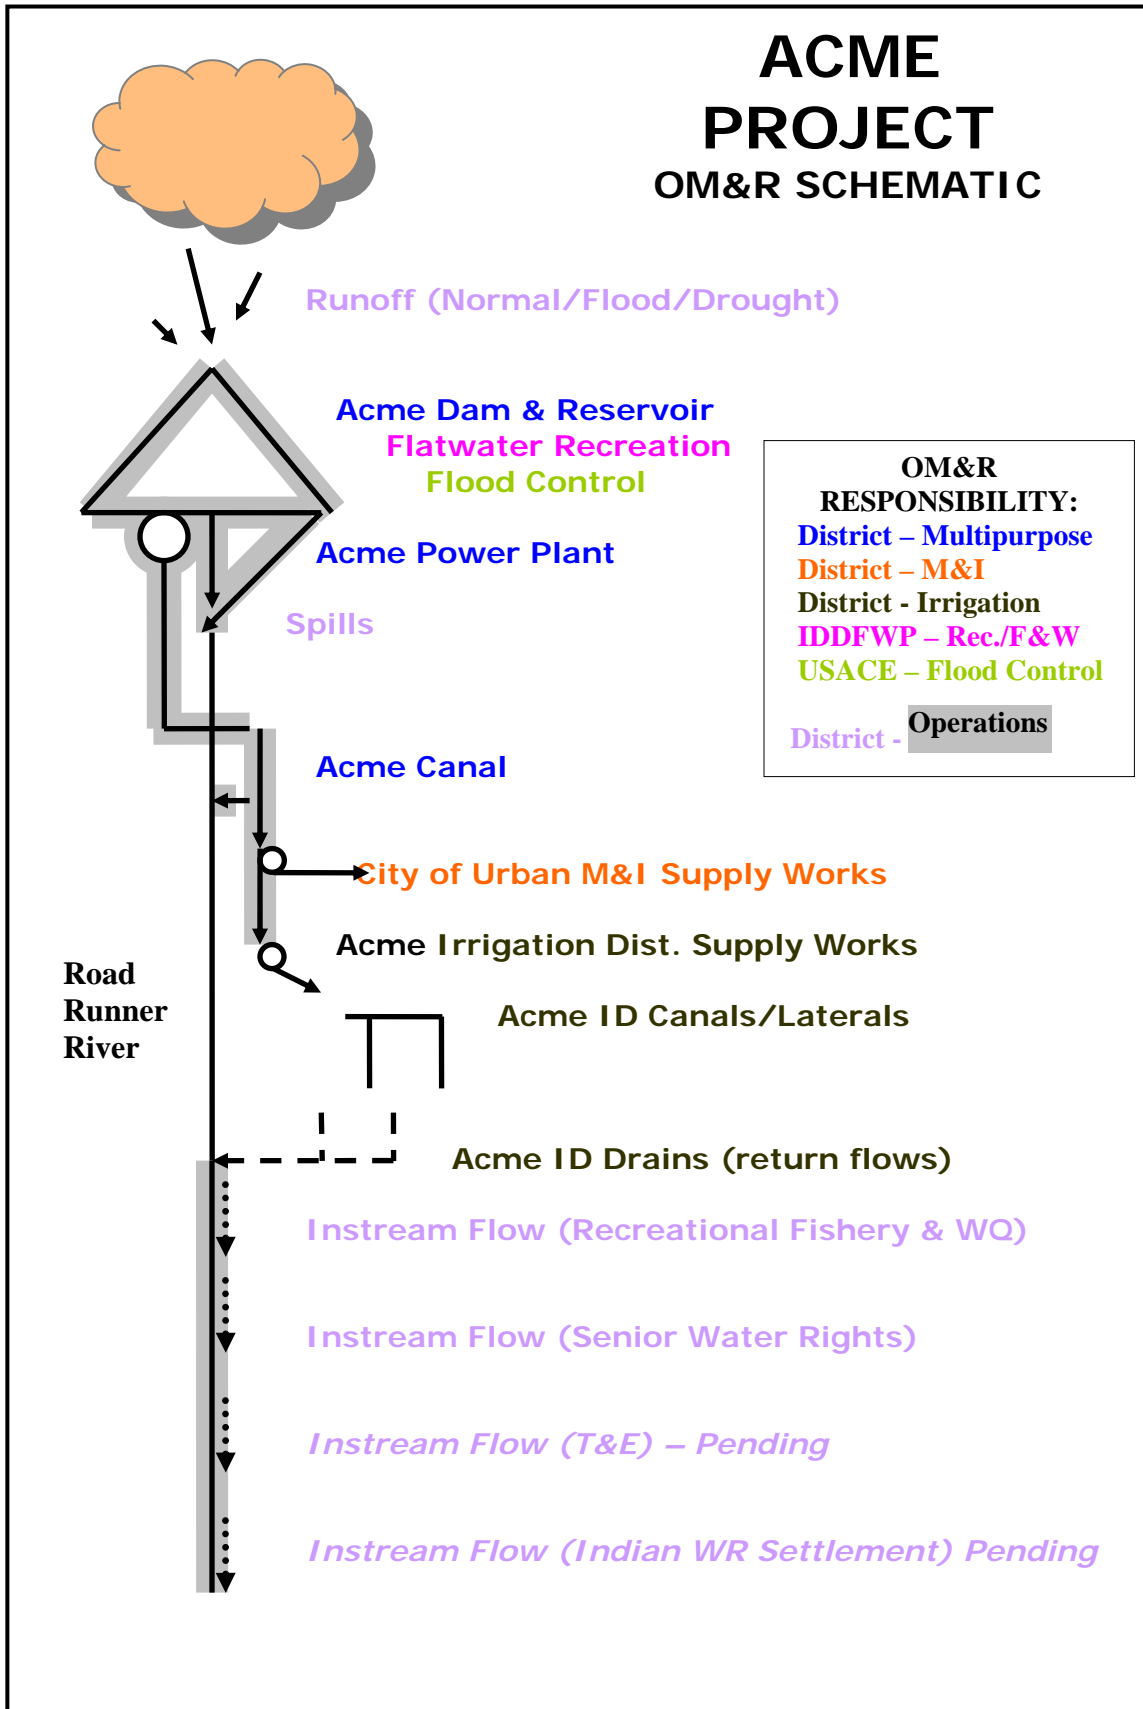 ACME
PROJECT
OM&R SCHEMATIC
Runoff (Normal/Flood/Drought)
Acme Dam & Reservoir
Flatwater Recreation
Flood Control
OM&R
RESPONSIBILITY:
District – Multipurpose
District – M&I
District - Irrigation
IDDFWP – Rec./F&W
USACE – Flood Control
District - Operations
Acme Power Plant
Spills
Acme Canal
City of Urban M&I Supply Works
Acme Irrigation Dist. Supply Works
Road
Runner
River
Acme ID Canals/Laterals
Acme ID Drains (return flows)
Instream Flow (Recreational Fishery & WQ)
Instream Flow (Senior Water Rights)
Instream Flow (T&E) – Pending
Instream Flow (Indian WR Settlement) Pending